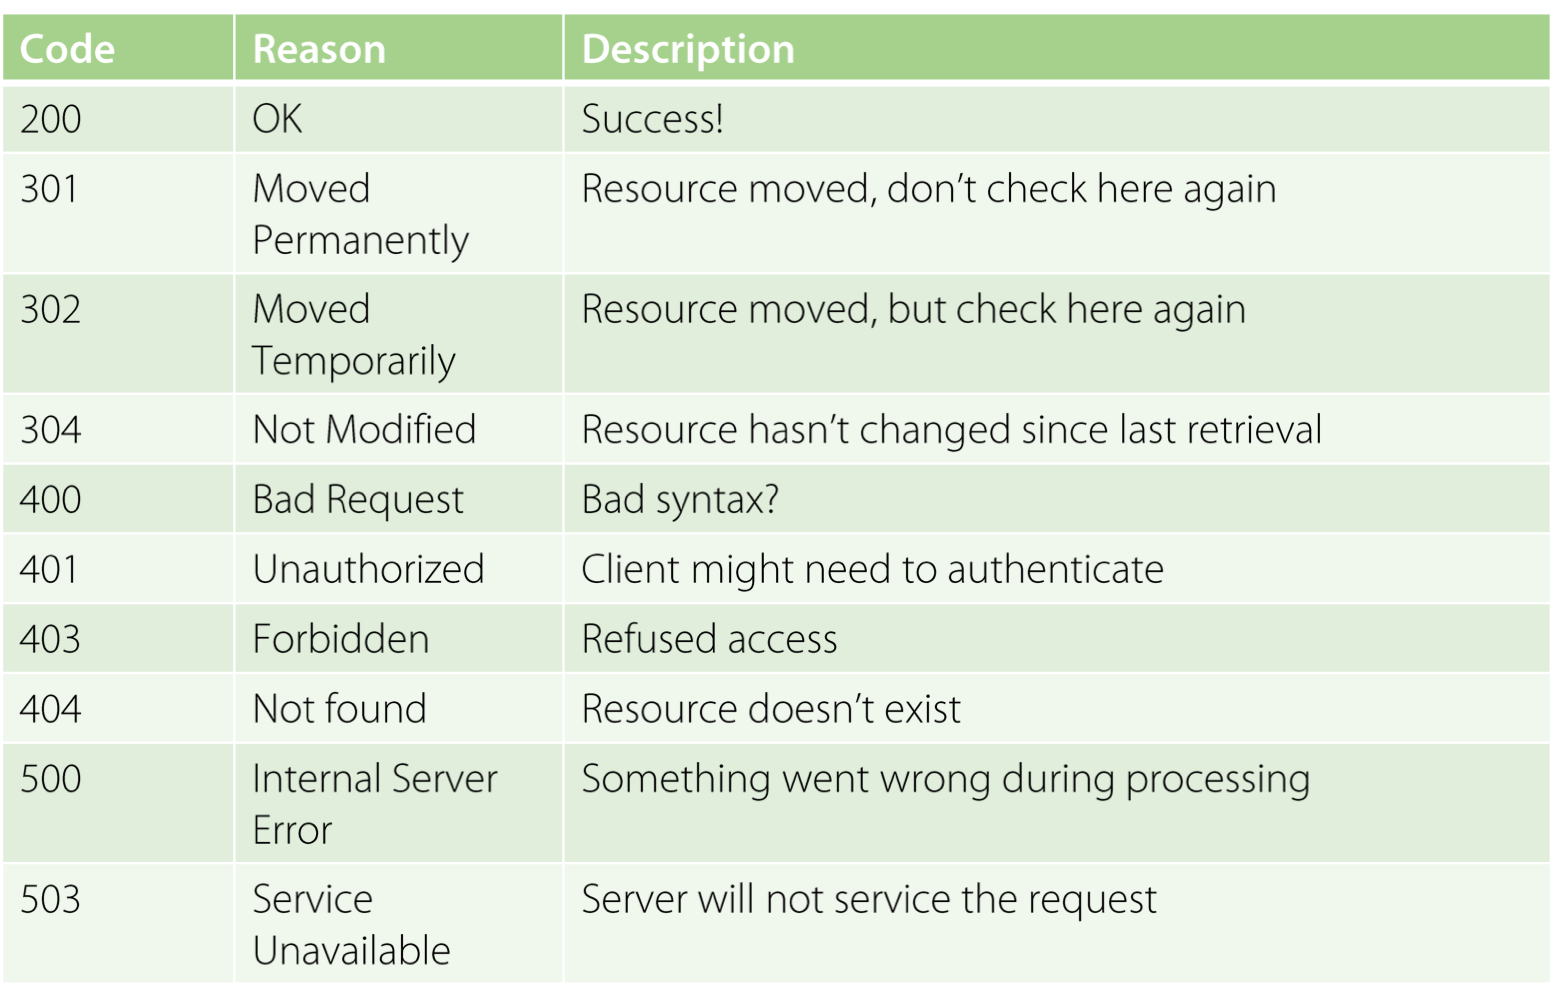 Code Reason Description
200 OK Success!
301 Moved Resource moved, don’t check here again
Permanently
302 Moved Resource moved, but check here again
Temporarily
304 Not Modified Resource hasn’t changed since last retrieval
400 Bad Request Bad syntax?
401 Unauthorized Client might need to authenticate
403 Forbidden Refused access
404 Not found Resource doesn’t exist
500 Internal Server Something went wrong during processing
Error
503 Service Server will not service the request
Unavailable